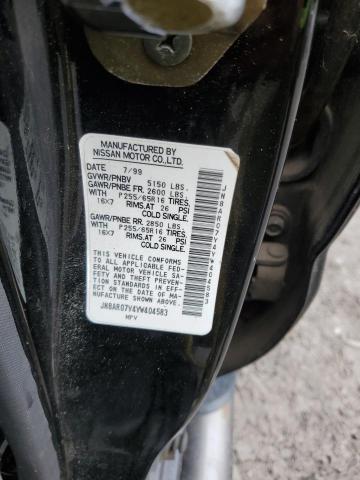 MANUFACTURED BY
NISSAN MOTOR CO.,LTD.
DATE 7/99
GVWR/PNBV 5150 LBS.
GAWR/PNBE FR. 2600 LBS.
P255/65R16 TIRES,
16X7 RIMS,AT 26 PSI
COLD SINGLE.
GAWR/PNBE RR. 2850 LBS.
P255/65R16 TIRES,
16X7 RIMS,AT 26 PSI
COLD SINGLE.
THIS VEHICLE CONFORMS
TO ALL APPLICABLE FED-
ERAL MOTOR VEHICLE SA-
FETY AND THEFT PREVEN-
TION STANDARDS IN EFF-
ECT ON THE DATE OF MA-
NUFACTURE SHOWN ABOVE.
JN8AR07Y4YW404583
MPV
JN8AR07Y4YW404583